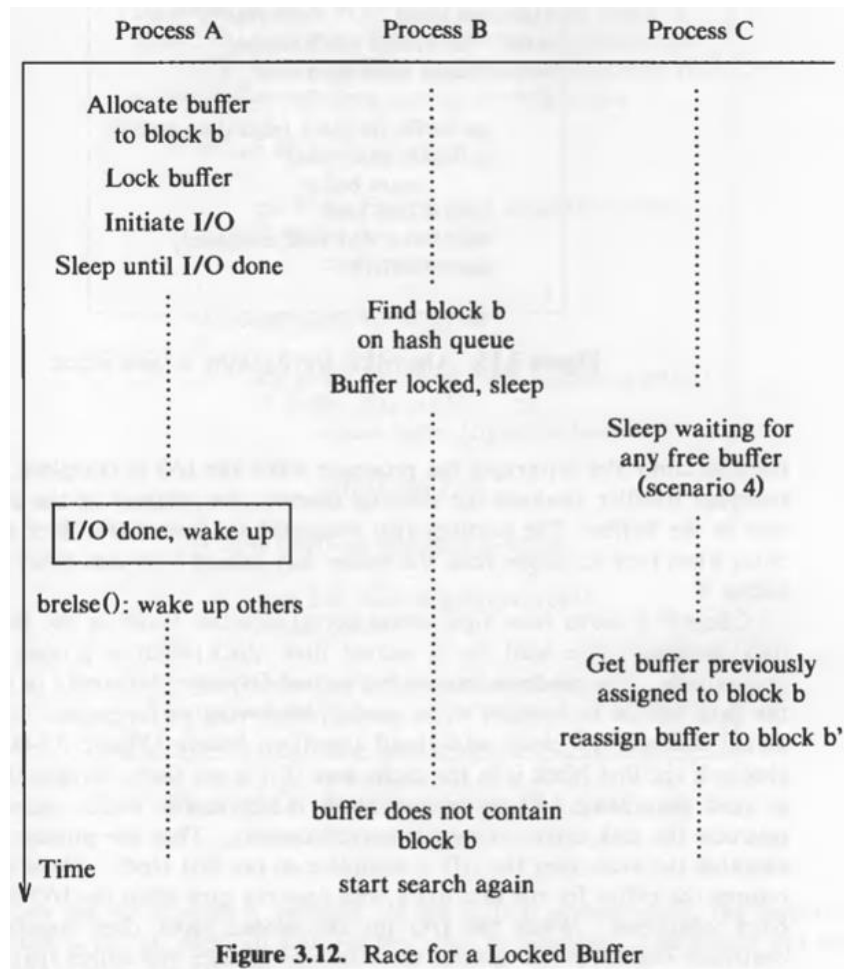 Process A
Process B
Process C
Allocate buffer
to block b
Lock buffer
Initiate I/O
Sleep until I/O done
Find block b
on hash queue
Buffer locked, sleep
Sleep waiting for
any free buffer
(scenario 4)
I/O done, wake up
brelse(): wake up others
Get buffer previously
assigned to block b
reassign buffer to block b'
buffer does not contain
block b
start search again
Time
Figure 3.12. Race for a Locked Buffer